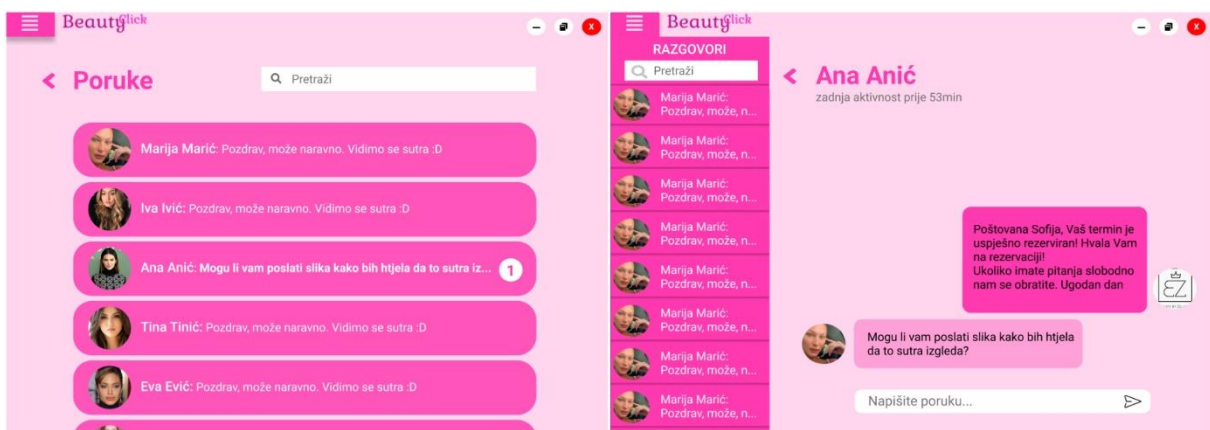 BeautyClick
X
Poruke
Pretraži
Marija Marić: Pozdrav, može naravno. Vidimo se sutra :D
Iva Ivić: Pozdrav, može naravno. Vidimo se sutra :D
Ana Anić: Mogu li vam poslati slika kako bih htjela da to sutra iz...
1
Tina Tinić: Pozdrav, može naravno. Vidimo se sutra :D
Eva Ević: Pozdrav, može naravno. Vidimo se sutra :D
BeautyClick
X
RAZGOVORI
Pretraži
Marija Marić:
Pozdrav, može, n...
Marija Marić:
Pozdrav, može, n...
Marija Marić:
Pozdrav, može, n...
Marija Marić:
Pozdrav, može, n...
Marija Marić:
Pozdrav, može, n...
Marija Marić:
Pozdrav, može, n...
Marija Marić:
Pozdrav, može, n...
Marija Marić:
Pozdrav, može, n...
Ana Anić
zadnja aktivnost prije 53min
Poštovana Sofija, Vaš termin je
uspješno rezerviran! Hvala Vam
na rezervaciji!
Ukoliko imate pitanja slobodno
nam se obratite. Ugodan dan
EZ
Mogu li vam poslati slika kako bih htjela
da to sutra izgleda?
Napišite poruku...